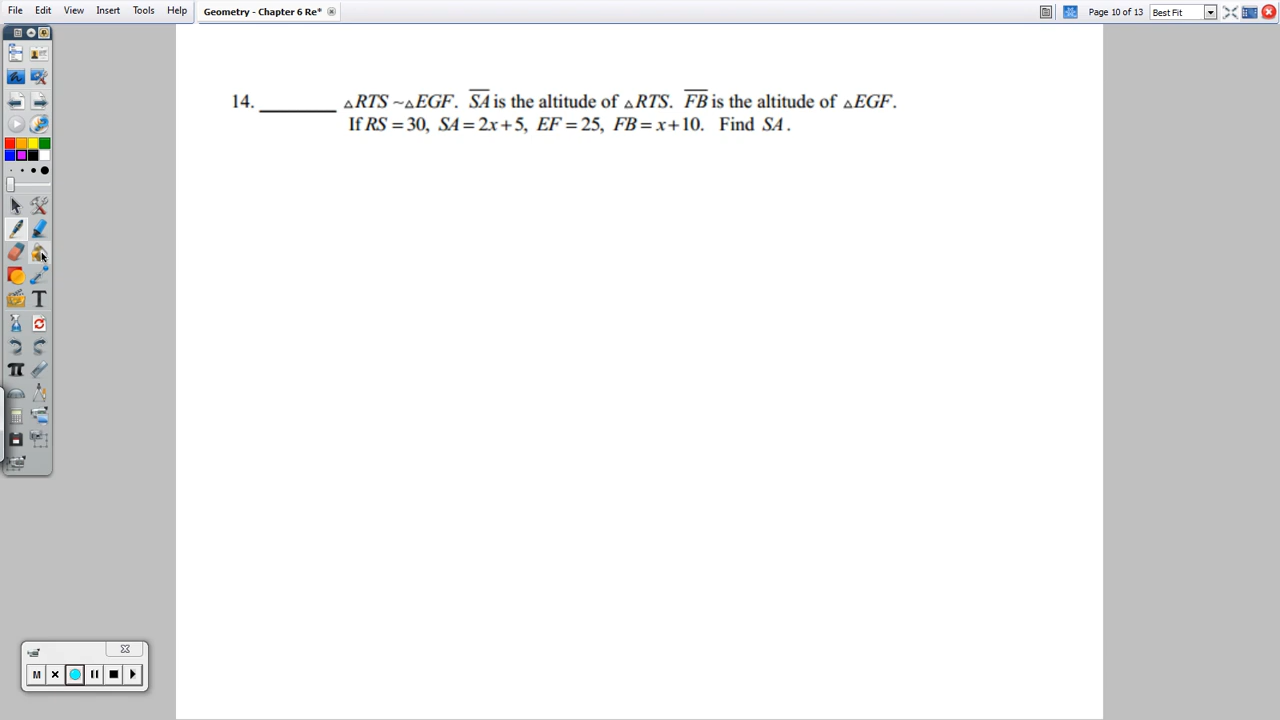 File Edit View Insert Tools Help Geometry - Chapter 6 Re* Page 10 of 13 Best Fit
14. ________ △RTS ~△EGF. S̅A̅ is the altitude of △RTS. F̅B̅ is the altitude of △EGF.
If RS = 30, SA = 2x + 5, EF = 25, FB = x + 10. Find SA.
T
π
M